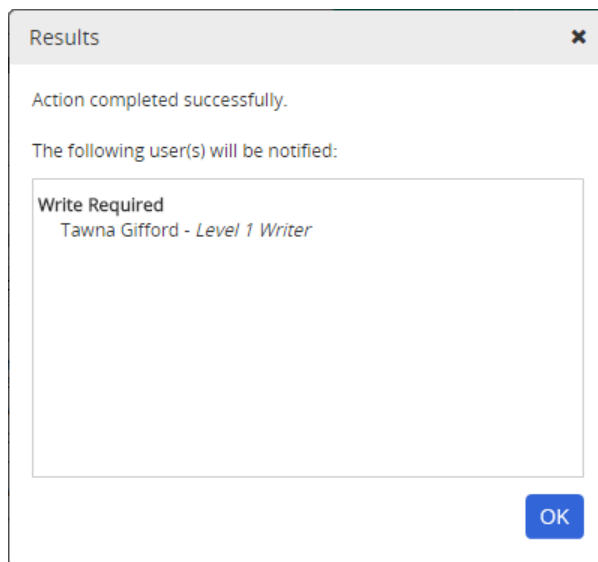 Results
Action completed successfully.
The following user(s) will be notified:
Write Required
Tawna Gifford - Level 1 Writer
OK